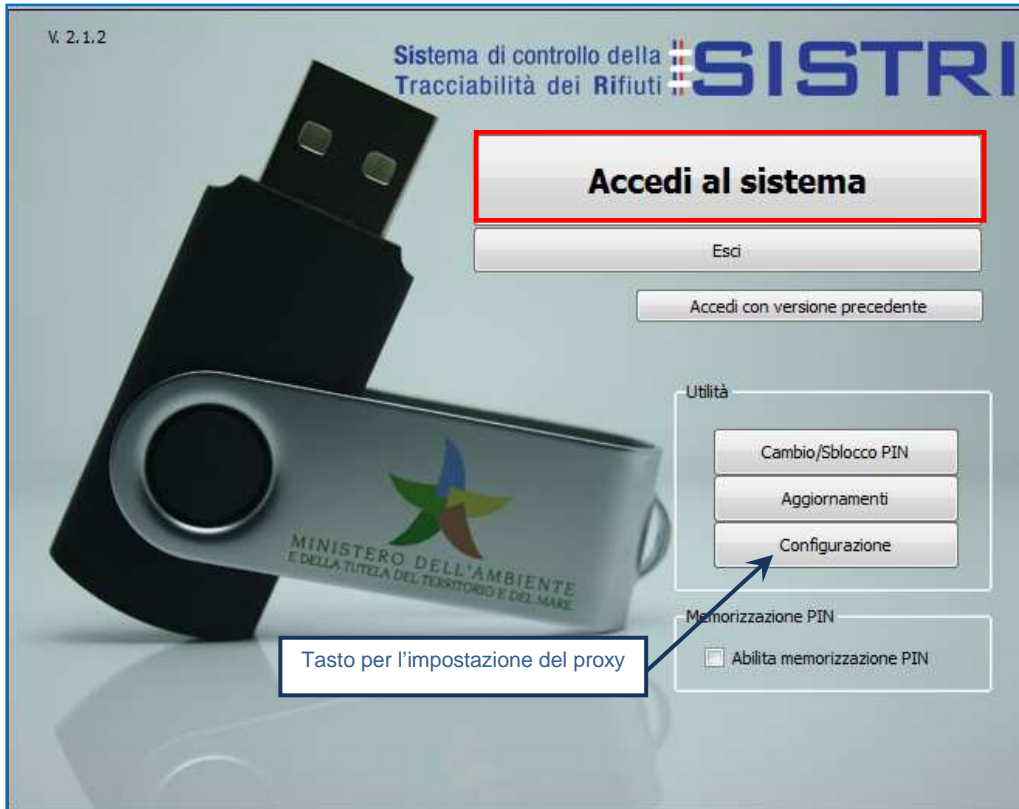 V. 2.1.2
Sistema di controllo della
Tracciabilità dei Rifiuti
SISTRI
Accedi al sistema
Esci
Accedi con versione precedente
Utilità
Cambio/Sblocco PIN
Aggiornamenti
Configurazione
MINISTERO DELL'AMBIENTE
E DELLA TUTELA DEL TERRITORIO E DEL MARE
Memorizzazione PIN
Tasto per l’impostazione del proxy
Abilita memorizzazione PIN